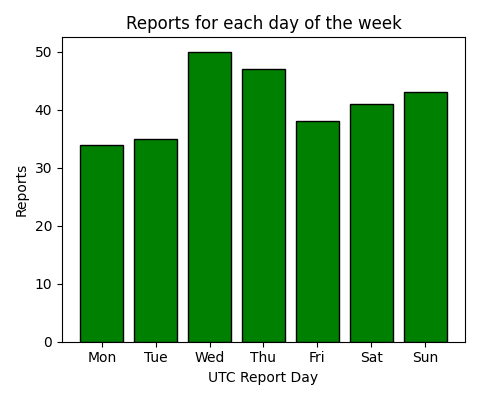 Reports for each day of the week
50
40
30
20
10
0
Reports
Mon Tue Wed Thu Fri Sat Sun
UTC Report Day